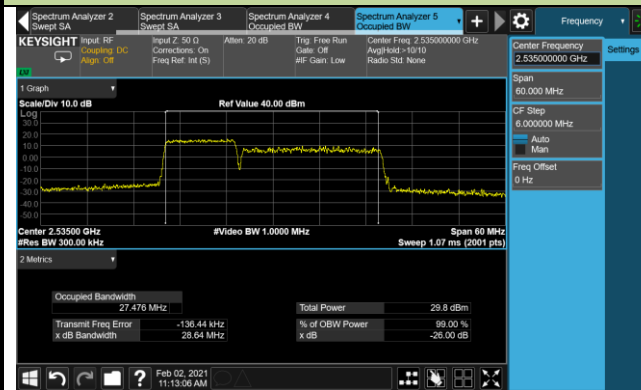 Spectrum Analyzer 2
Swept SA
Spectrum Analyzer 3
Swept SA
Spectrum Analyzer 4
Occupied BW
Spectrum Analyzer 5
Occupied BW
Frequency
KEYSIGHT
Input: RF
Coupling: DC
Align: Off
Input Z: 50 Ω
Corrections: On
Freq Ref: Int (S)
Atten: 20 dB
Trig: Free Run
Gate: Off
#IF Gain: Low
Center Freq: 2.535000000 GHz
Avg|Hold:>10/10
Radio Std: None
Center Frequency
2.535000000 GHz
Settings
Span
60.000 MHz
CF Step
6.000000 MHz
Auto
Man
Freq Offset
0 Hz
1 Graph
Scale/Div 10.0 dB
Ref Value 40.00 dBm
Log
30.0
20.0
10.0
0.00
-10.0
-20.0
-30.0
-40.0
-50.0
Center 2.53500 GHz
#Video BW 1.0000 MHz
Span 60 MHz
#Res BW 300.00 kHz
Sweep 1.07 ms (2001 pts)
2 Metrics
Occupied Bandwidth
27.476 MHz
Total Power
29.8 dBm
Transmit Freq Error
-136.44 kHz
% of OBW Power
99.00 %
x dB Bandwidth
28.64 MHz
x dB
-26.00 dB
?
Feb 02, 2021
11:13:06 AM